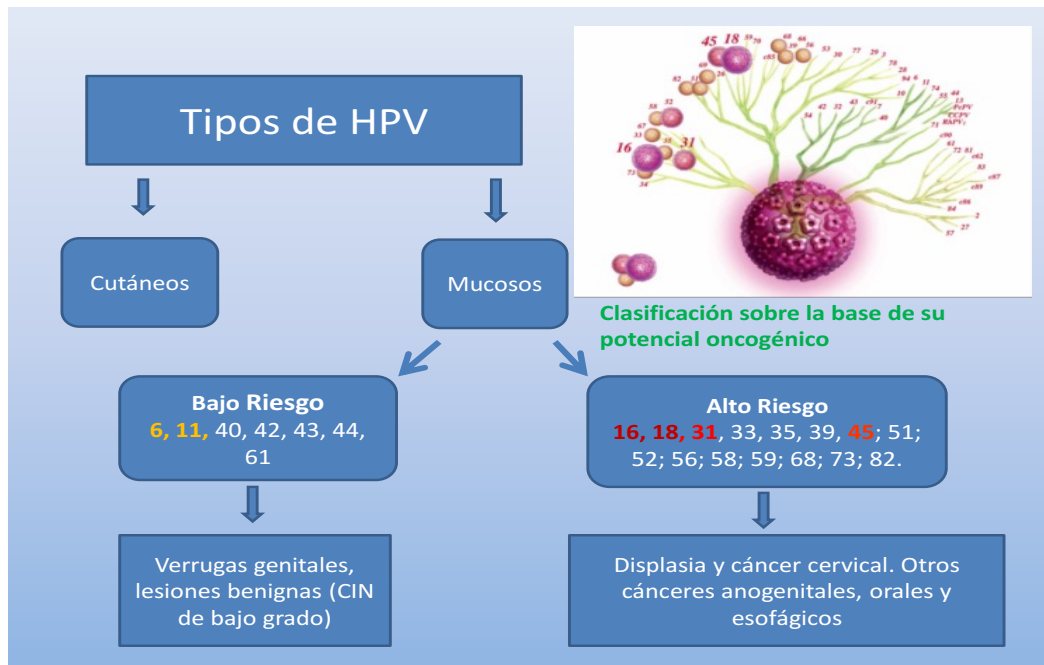 Tipos de HPV
Cutáneos
Mucosos
45
18
16
31
Clasificación sobre la base de su
potencial oncogénico
Bajo Riesgo
6, 11, 40, 42, 43, 44,
61
Alto Riesgo
16, 18, 31, 33, 35, 39, 45; 51;
52; 56; 58; 59; 68; 73; 82.
Verrugas genitales,
lesiones benignas (CIN
de bajo grado)
Displasia y cáncer cervical. Otros
cánceres anogenitales, orales y
esofágicos